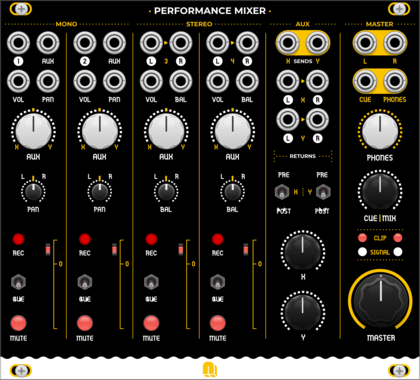 · PERFORMANCE MIXER ·
MONO STEREO AUX MASTER
1 AUX 2 AUX L 3 R L 4 R X SENDS Y L R
VOL PAN VOL PAN VOL BAL VOL BAL L X R CUE PHONES
L Y R
X AUX Y X AUX Y X AUX Y X AUX Y PHONES
RETURNS
L R L R L R L R PRE PRE
X Y
PAN PAN BAL BAL POST POST CUE|MIX
REC REC REC REC CLIP
0 0 0 0 SIGNAL
X
CUE CUE CUE CUE
MUTE MUTE MUTE MUTE Y MASTER